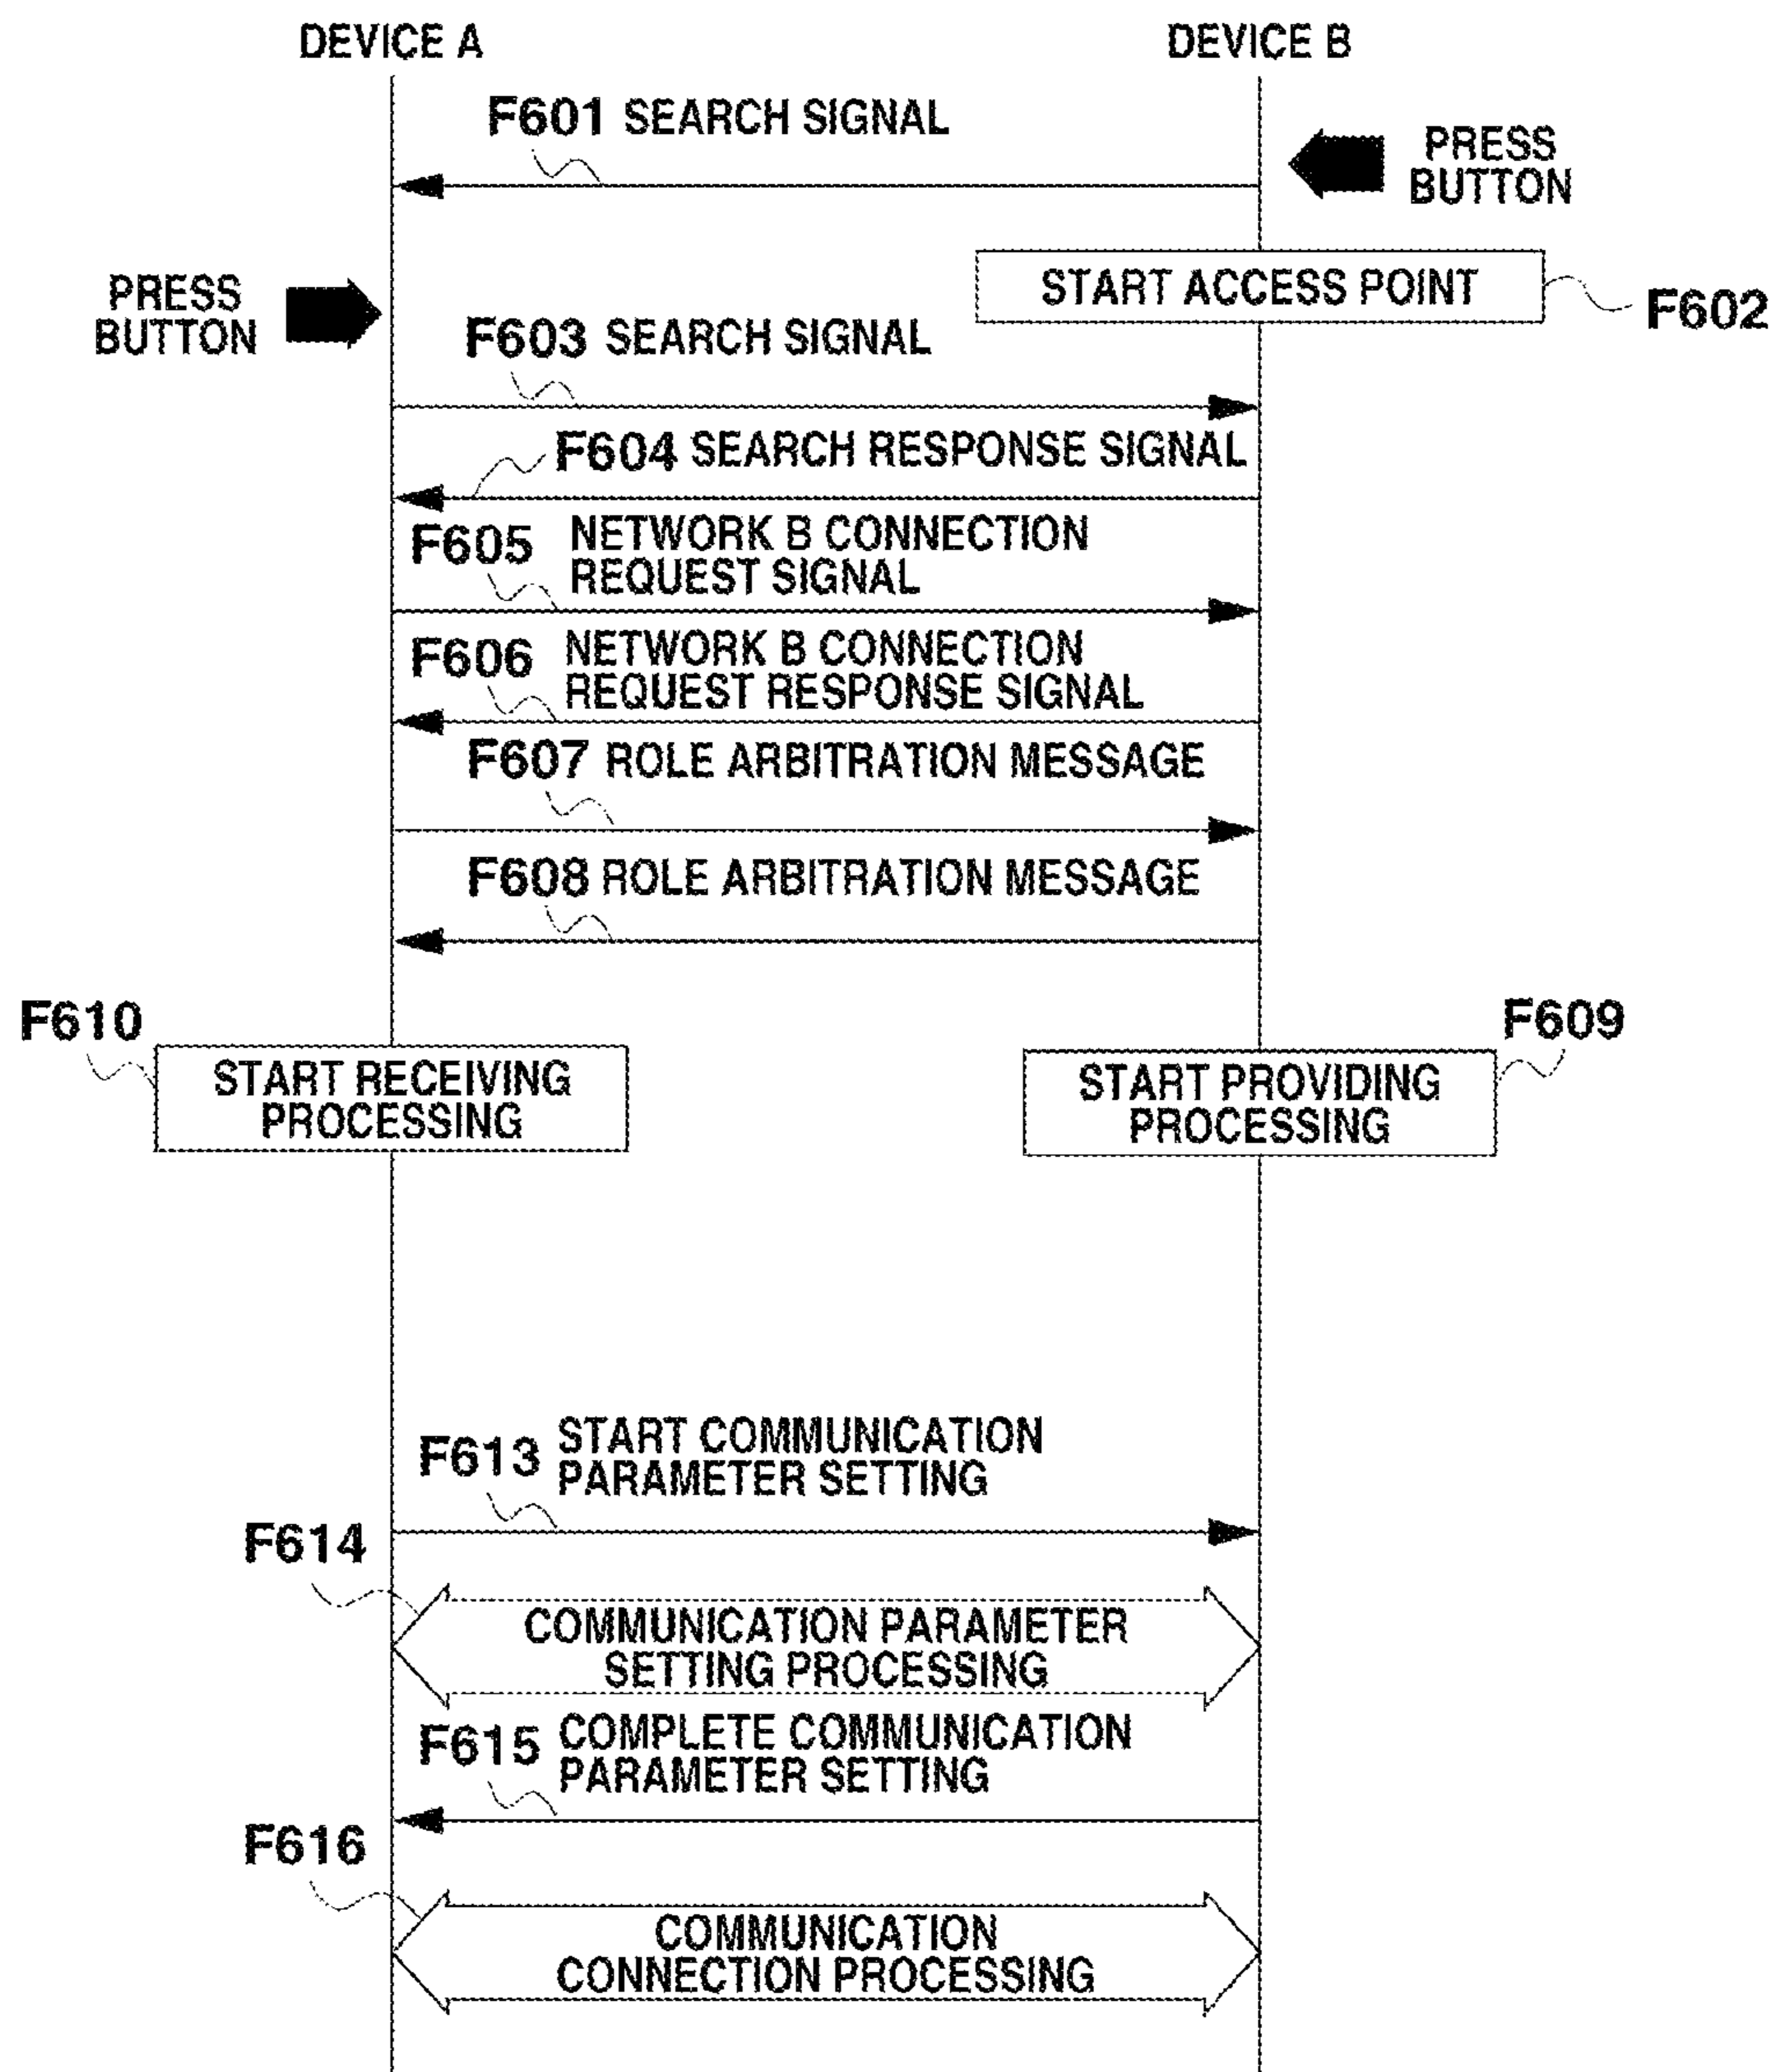 DEVICE A
DEVICE B
F601 SEARCH SIGNAL
PRESS
BUTTON
START ACCESS POINT
F602
PRESS
BUTTON
F603 SEARCH SIGNAL
F604 SEARCH RESPONSE SIGNAL
F605 NETWORK B CONNECTION
REQUEST SIGNAL
F606 NETWORK B CONNECTION
REQUEST RESPONSE SIGNAL
F607 ROLE ARBITRATION MESSAGE
F608 ROLE ARBITRATION MESSAGE
F610
START RECEIVING
PROCESSING
F609
START PROVIDING
PROCESSING
F613 START COMMUNICATION
PARAMETER SETTING
F614
COMMUNICATION PARAMETER
SETTING PROCESSING
F615 COMPLETE COMMUNICATION
PARAMETER SETTING
F616
COMMUNICATION
CONNECTION PROCESSING